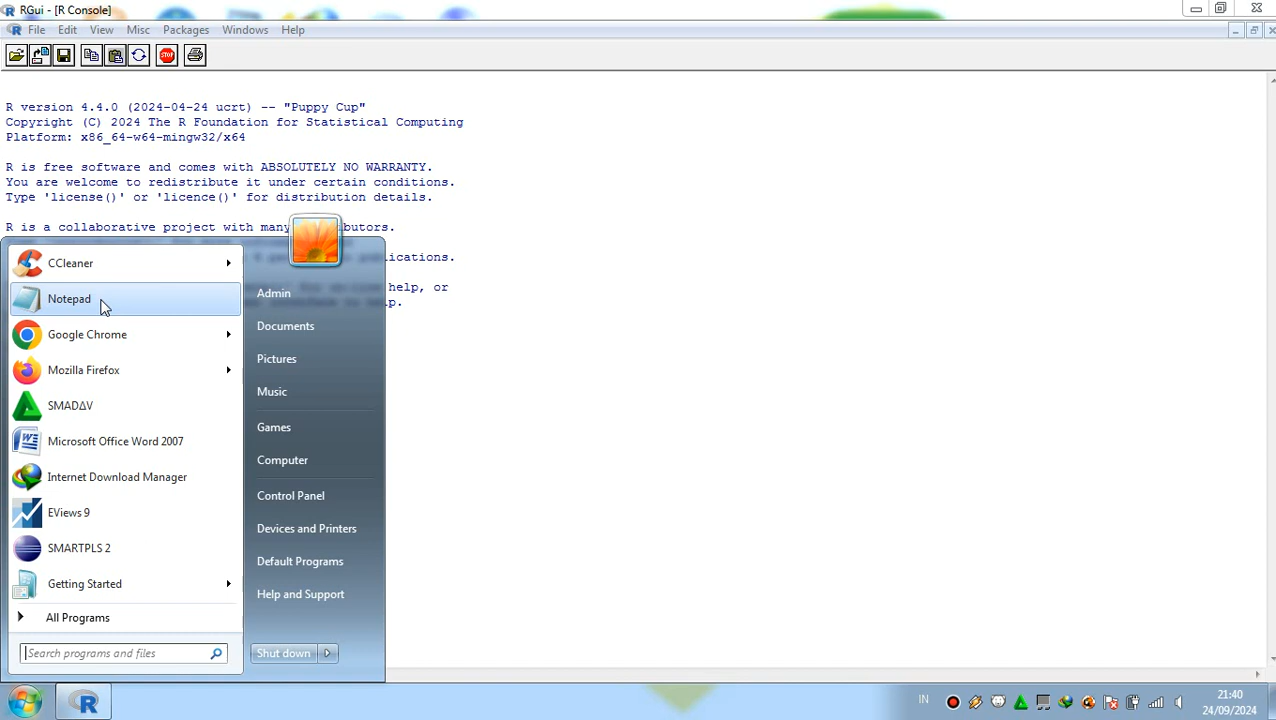 RGui - [R Console]
File Edit View Misc Packages Windows Help
STOP
R version 4.4.0 (2024-04-24 ucrt) -- "Puppy Cup"
Copyright (C) 2024 The R Foundation for Statistical Computing
Platform: x86_64-w64-mingw32/x64
R is free software and comes with ABSOLUTELY NO WARRANTY.
You are welcome to redistribute it under certain conditions.
Type 'license()' or 'licence()' for distribution details.
R is a collaborative project with many
CCleaner
Notepad
Google Chrome
Mozilla Firefox
SMADΔV
Microsoft Office Word 2007
Internet Download Manager
EViews 9
SMARTPLS 2
Getting Started
All Programs
Search programs and files
Admin
Documents
Pictures
Music
Games
Computer
Control Panel
Devices and Printers
Default Programs
Help and Support
Shut down
help, or
IN
21:40
24/09/2024